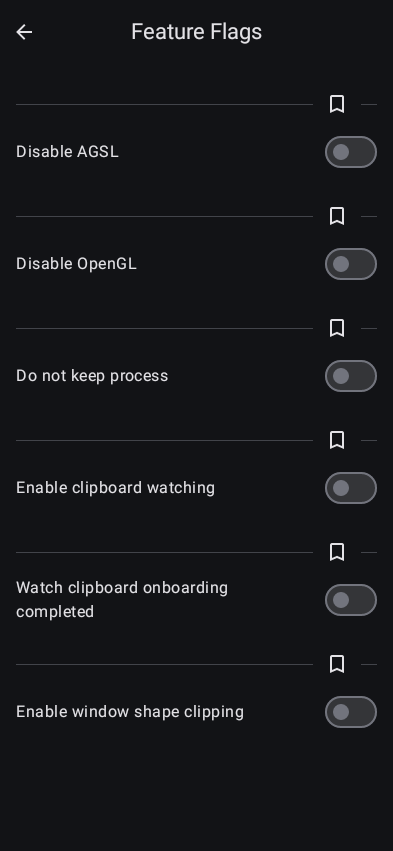 Feature Flags
Disable AGSL
Disable OpenGL
Do not keep process
Enable clipboard watching
Watch clipboard onboarding
completed
Enable window shape clipping